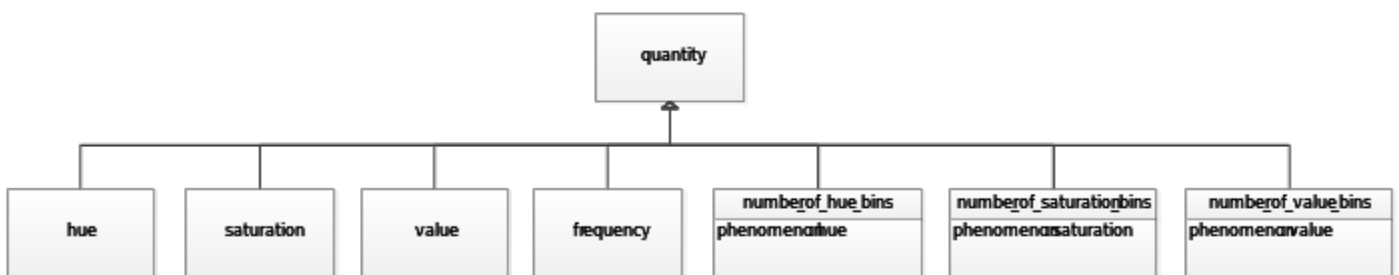 quantity
hue
saturation
value
frequency
number_of_hue_bins
phenomenon=hue
number_of_saturation_bins
phenomenon=saturation
number_of_value_bins
phenomenon=value